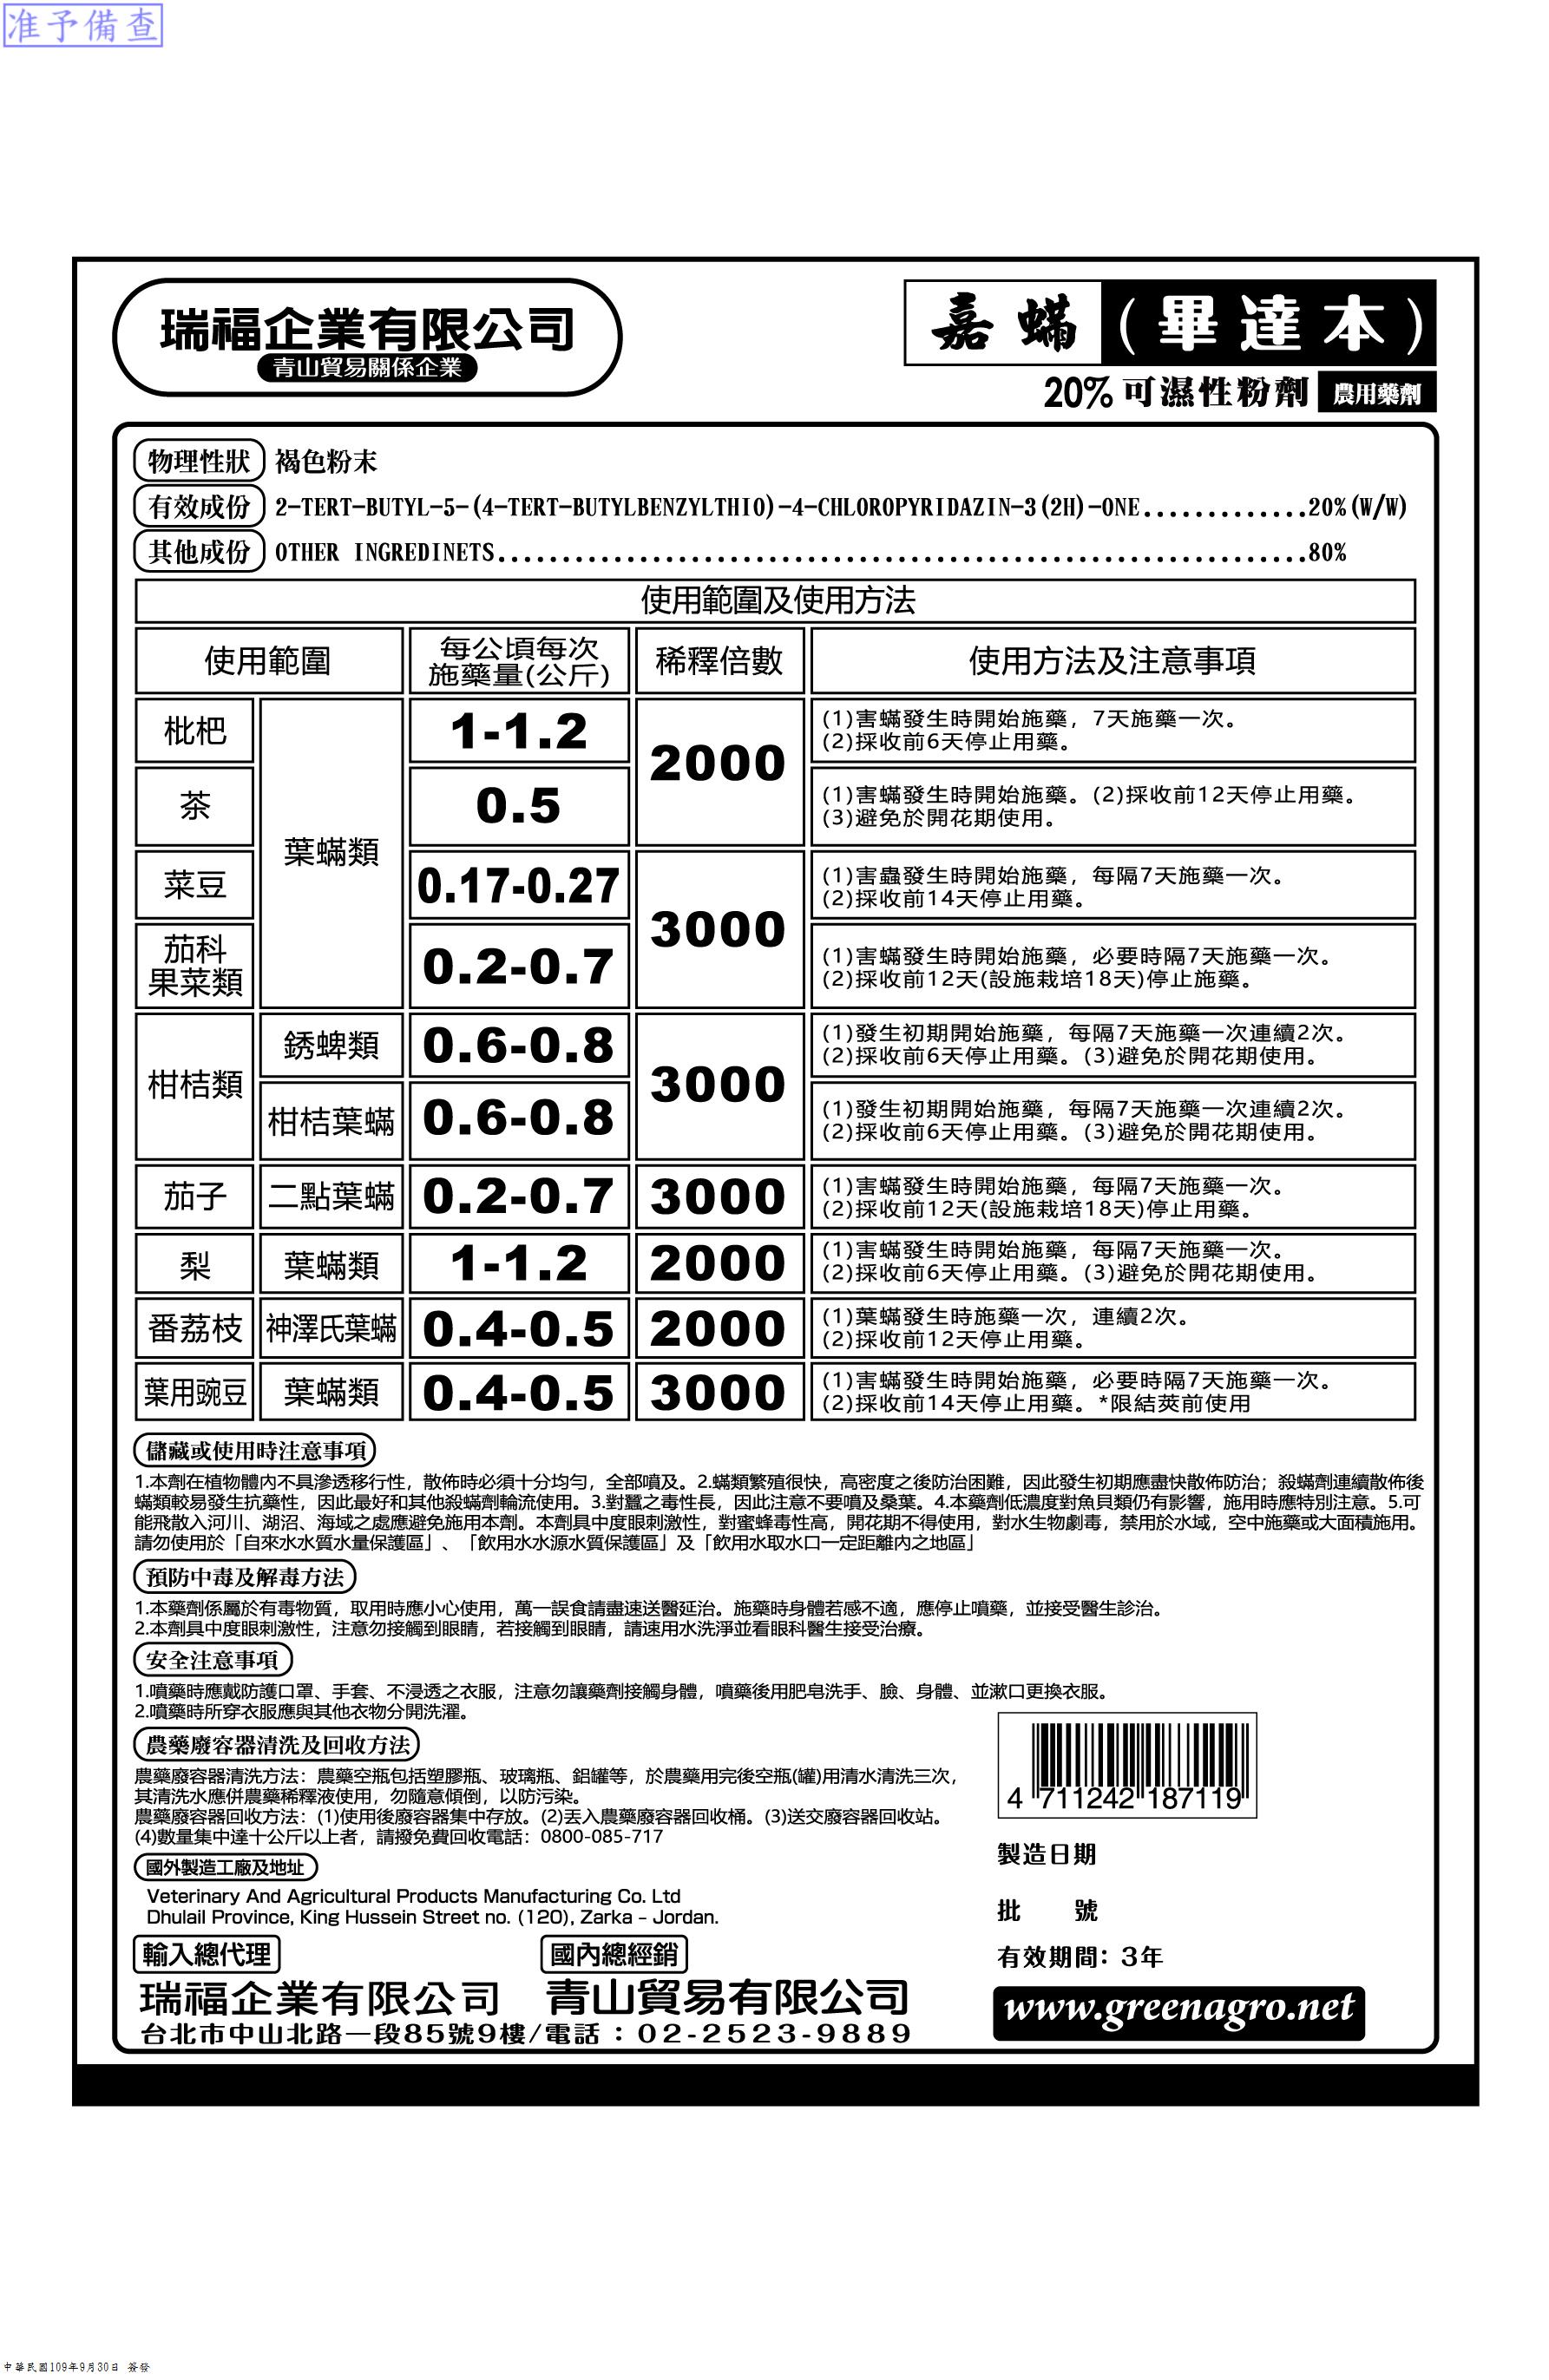 准予備查
瑞福企業有限公司
青山貿易關係企業
嘉蟎(畢達本)
20%可濕性粉劑 農用藥劑
物理性狀 褐色粉末
有效成份 2-TERT-BUTYL-5-(4-TERT-BUTYLBENZYLTHIO)-4-CHLOROPYRIDAZIN-3(2H)-ONE.............20%(W/W)
其他成份 OTHER INGREDINETS................................................................80%
使用範圍及使用方法
使用範圍 每公頃每次施藥量(公斤) 稀釋倍數 使用方法及注意事項
枇杷 葉蟎類 1-1.2 2000 (1)害蟎發生時開始施藥，7天施藥一次。
(2)採收前6天停止用藥。
茶 0.5 (1)害蟎發生時開始施藥。(2)採收前12天停止用藥。
(3)避免於開花期使用。
菜豆 0.17-0.27 3000 (1)害蟲發生時開始施藥，每隔7天施藥一次。
(2)採收前14天停止用藥。
茄科果菜類 0.2-0.7 (1)害蟎發生時開始施藥，必要時隔7天施藥一次。
(2)採收前12天(設施栽培18天)停止施藥。
柑桔類 銹蜱類 0.6-0.8 3000 (1)發生初期開始施藥，每隔7天施藥一次連續2次。
(2)採收前6天停止用藥。(3)避免於開花期使用。
柑桔葉蟎 0.6-0.8 (1)發生初期開始施藥，每隔7天施藥一次連續2次。
(2)採收前6天停止用藥。(3)避免於開花期使用。
茄子 二點葉蟎 0.2-0.7 3000 (1)害蟎發生時開始施藥，每隔7天施藥一次。
(2)採收前12天(設施栽培18天)停止用藥。
梨 葉蟎類 1-1.2 2000 (1)害蟎發生時開始施藥，每隔7天施藥一次。
(2)採收前6天停止用藥。(3)避免於開花期使用。
番荔枝 神澤氏葉蟎 0.4-0.5 2000 (1)葉蟎發生時施藥一次，連續2次。
(2)採收前12天停止用藥。
葉用豌豆 葉蟎類 0.4-0.5 3000 (1)害蟎發生時開始施藥，必要時隔7天施藥一次。
(2)採收前14天停止用藥。*限結莢前使用
儲藏或使用時注意事項
1.本劑在植物體內不具滲透移行性，散佈時必須十分均勻，全部噴及。2.蟎類繁殖很快，高密度之後防治困難，因此發生初期應盡快散佈防治；殺蟎劑連續散佈後
蟎類較易發生抗藥性，因此最好和其他殺蟎劑輪流使用。3.對蠶之毒性長，因此注意不要噴及桑葉。4.本藥劑低濃度對魚貝類仍有影響，施用時應特別注意。5.可
能飛散入河川、湖沼、海域之處應避免施用本劑。本劑具中度眼刺激性，對蜜蜂毒性高，開花期不得使用，對水生物劇毒，禁用於水域，空中施藥或大面積施用。
請勿使用於「自來水水質水量保護區」、「飲用水水源水質保護區」及「飲用水取水口一定距離內之地區」
預防中毒及解毒方法
1.本藥劑係屬於有毒物質，取用時應小心使用，萬一誤食請盡速送醫延治。施藥時身體若感不適，應停止噴藥，並接受醫生診治。
2.本劑具中度眼刺激性，注意勿接觸到眼睛，若接觸到眼睛，請速用水洗淨並看眼科醫生接受治療。
安全注意事項
1.噴藥時應戴防護口罩、手套、不浸透之衣服，注意勿讓藥劑接觸身體，噴藥後用肥皂洗手、臉、身體、並漱口更換衣服。
2.噴藥時所穿衣服應與其他衣物分開洗濯。
農藥廢容器清洗及回收方法
農藥廢容器清洗方法：農藥空瓶包括塑膠瓶、玻璃瓶、鋁罐等，於農藥用完後空瓶(罐)用清水清洗三次，
其清洗水應併農藥稀釋液使用，勿隨意傾倒，以防污染。
農藥廢容器回收方法：(1)使用後廢容器集中存放。(2)丟入農藥廢容器回收桶。(3)送交廢容器回收站。
(4)數量集中達十公斤以上者，請撥免費回收電話：0800-085-717
國外製造工廠及地址
Veterinary And Agricultural Products Manufacturing Co. Ltd
Dhulail Province, King Hussein Street no. (120), Zarka - Jordan.
輸入總代理 國內總經銷
瑞福企業有限公司 青山貿易有限公司
台北市中山北路一段85號9樓/電話：02-2523-9889
4 711242 187119
製造日期
批 號
有效期間：3年
www.greenagro.net
中華民國109年9月30日 簽發